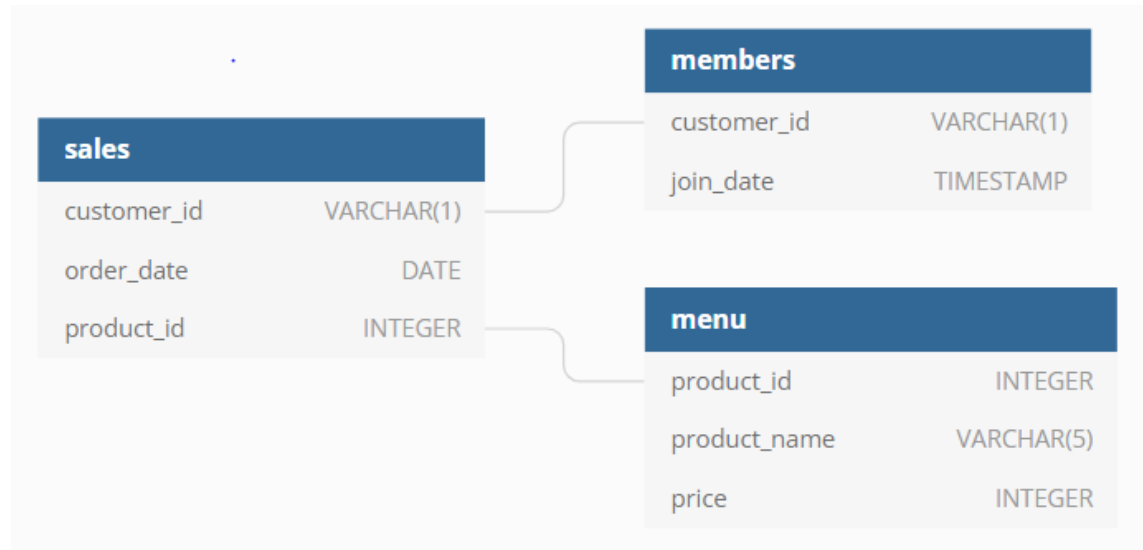 sales
customer_id VARCHAR(1)
order_date DATE
product_id INTEGER
members
customer_id VARCHAR(1)
join_date TIMESTAMP
menu
product_id INTEGER
product_name VARCHAR(5)
price INTEGER